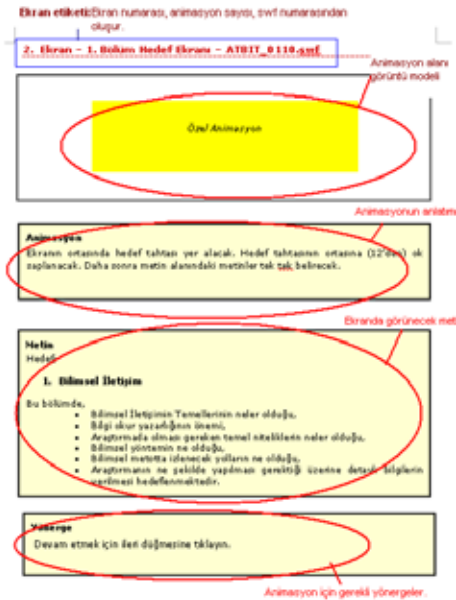 Ekran etiketi:Ekran numarası, animasyon sayısı, swf numarasından
oluşur.
2. Ekran – 1. Bölüm Hedef Ekranı – ATBIT_0110.swf
Animasyon alanı
görüntü modeli
Özel Animasyon
Animasyonun anlatım
Animasyon
Ekranın ortasında hedef tahtası yer alacak. Hedef tahtasının ortasına (12'den) ok
saplanacak. Daha sonra metin alanındaki metinler tek tek belirecek.
Ekranda görünecek met
Metin
Hedef
1. Bilimsel İletişim
Bu bölümde,
• Bilimsel İletişimin Temellerinin neler olduğu,
• Bilgi okur yazarlığının önemi,
• Araştırmada olması gereken temel niteliklerin neler olduğu,
• Bilimsel yöntemin ne olduğu,
• Bilimsel metotta izlenecek yolların ne olduğu,
• Araştırmanın ne şekilde yapılması gerektiği üzerine detaylı bilgilerin
verilmesi hedeflenmektedir.
Yönerge
Devam etmek için ileri düğmesine tıklayın.
Animasyon için gerekli yönergeler.